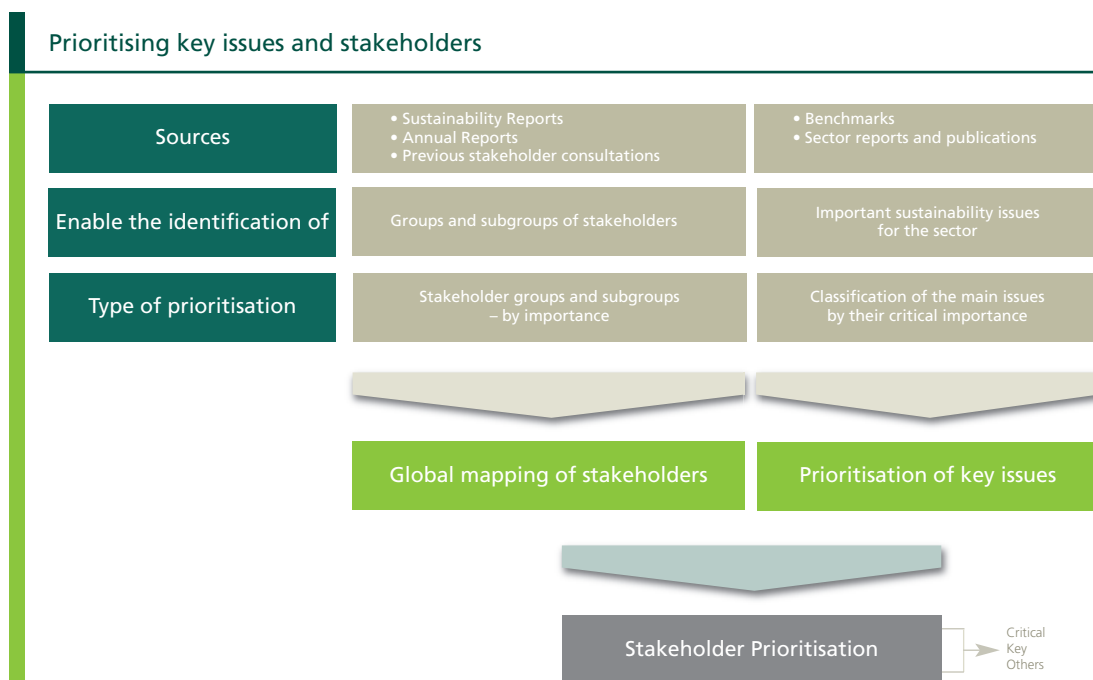 Prioritising key issues and stakeholders
Sources
• Sustainability Reports
• Annual Reports
• Previous stakeholder consultations
• Benchmarks
• Sector reports and publications
Enable the identification of
Groups and subgroups of stakeholders
Important sustainability issues
for the sector
Type of prioritisation
Stakeholder groups and subgroups
– by importance
Classification of the main issues
by their critical importance
Global mapping of stakeholders
Prioritisation of key issues
Stakeholder Prioritisation
Critical
Key
Others